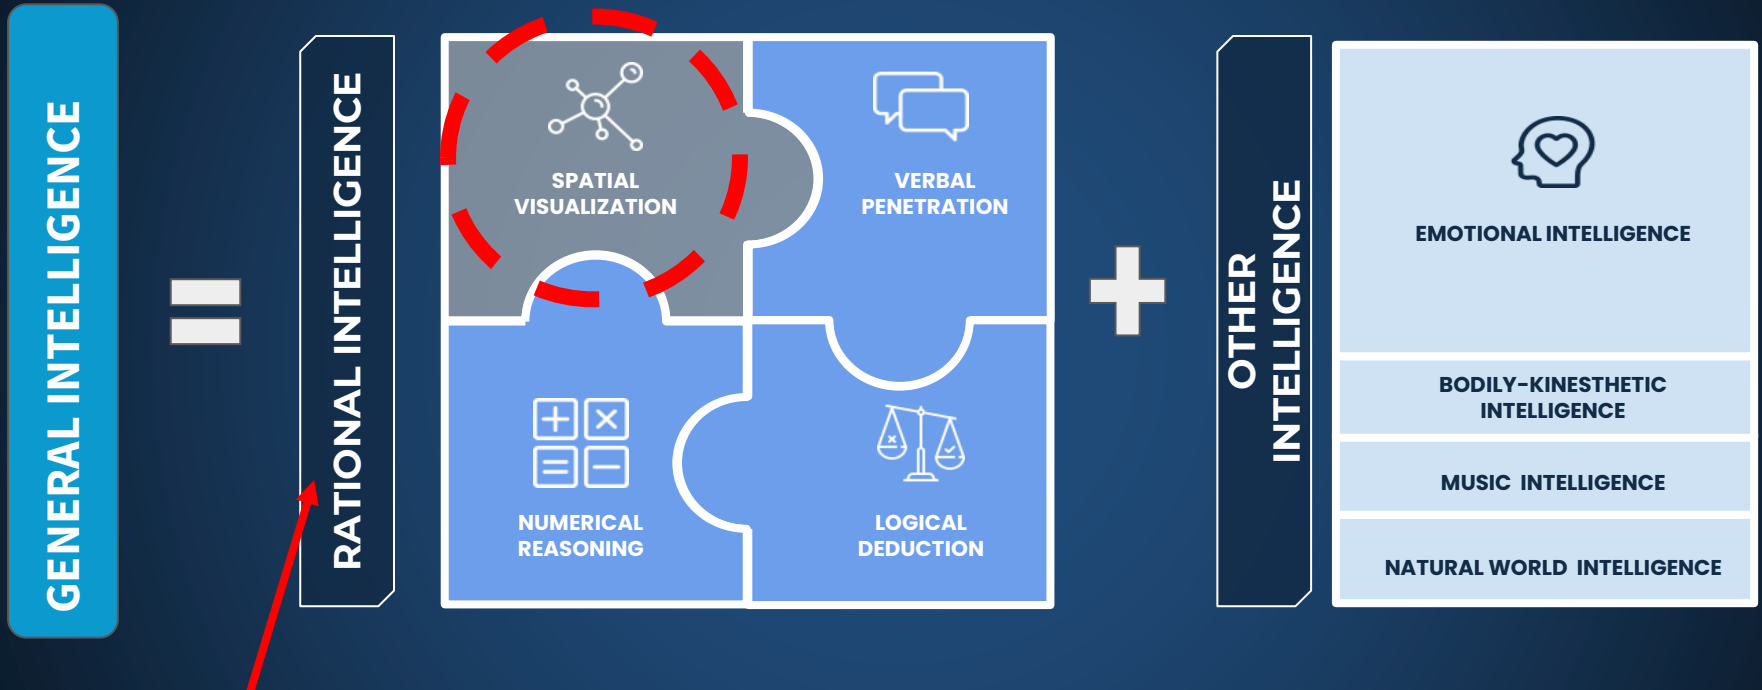 GENERAL INTELLIGENCE
RATIONAL INTELLIGENCE
SPATIAL
VISUALIZATION
VERBAL
PENETRATION
NUMERICAL
REASONING
LOGICAL
DEDUCTION
OTHER
INTELLIGENCE
EMOTIONAL INTELLIGENCE
BODILY-KINESTHETIC
INTELLIGENCE
MUSIC INTELLIGENCE
NATURAL WORLD INTELLIGENCE